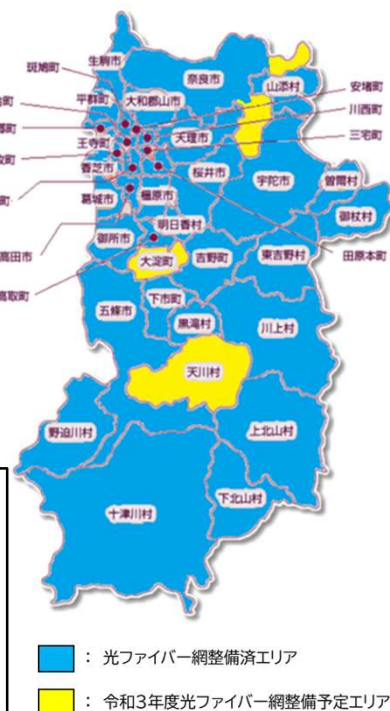 斑鳩町
生駒市
奈良市
山添村
安堵町
平群町
大和郡山市
川西町
王寺町
天理市
三宅町
香芝市
桜井市
宇陀市
曽爾村
葛城市
橿原市
御杖村
明日香村
御所市
高田市
大淀町
吉野町
東吉野村
田原本町
高取町
下市町
五條市
黒滝村
川上村
天川村
野迫川村
上北山村
下北山村
十津川村
： 光ファイバー網整備済エリア
： 令和3年度光ファイバー網整備予定エリア